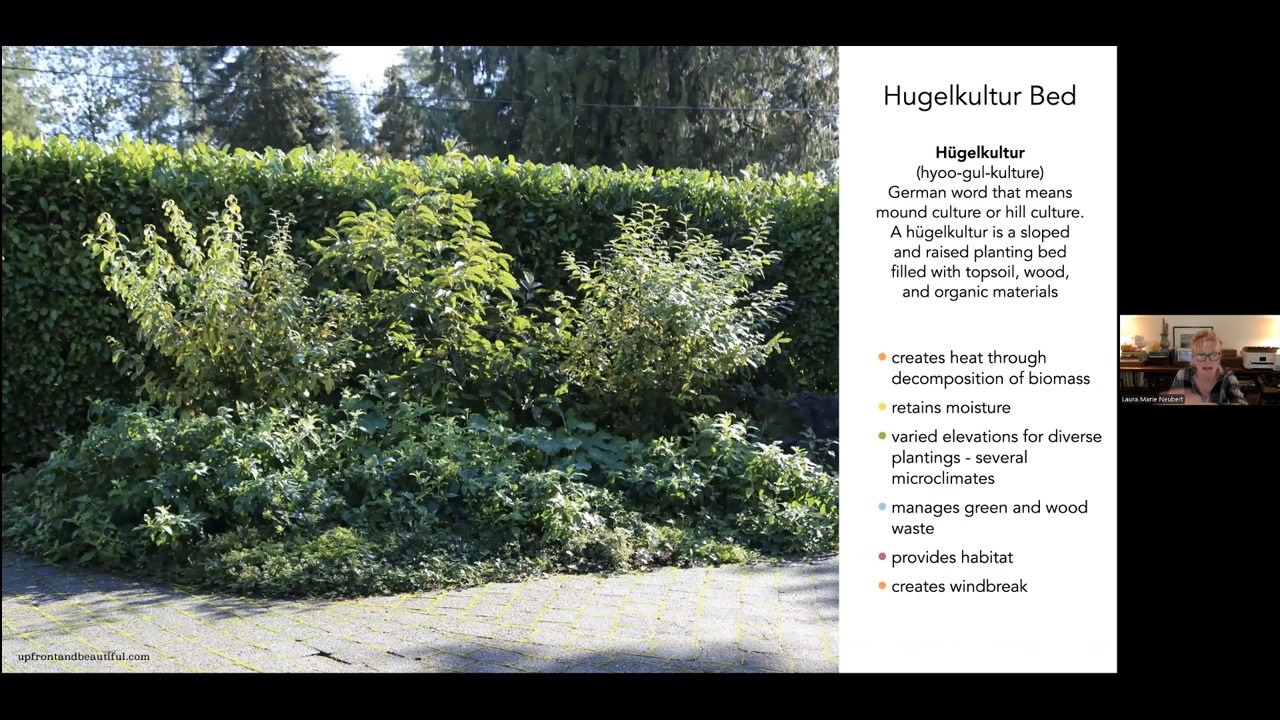 Hugelkultur Bed
Hügelkultur
(hyoo-gul-kulture)
German word that means
mound culture or hill culture.
A hügelkultur is a sloped
and raised planting bed
filled with topsoil, wood,
and organic materials
creates heat through
decomposition of biomass
retains moisture
varied elevations for diverse
plantings - several
microclimates
manages green and wood
waste
provides habitat
creates windbreak
upfrontandbeautiful.com
Laura Marie Neubert